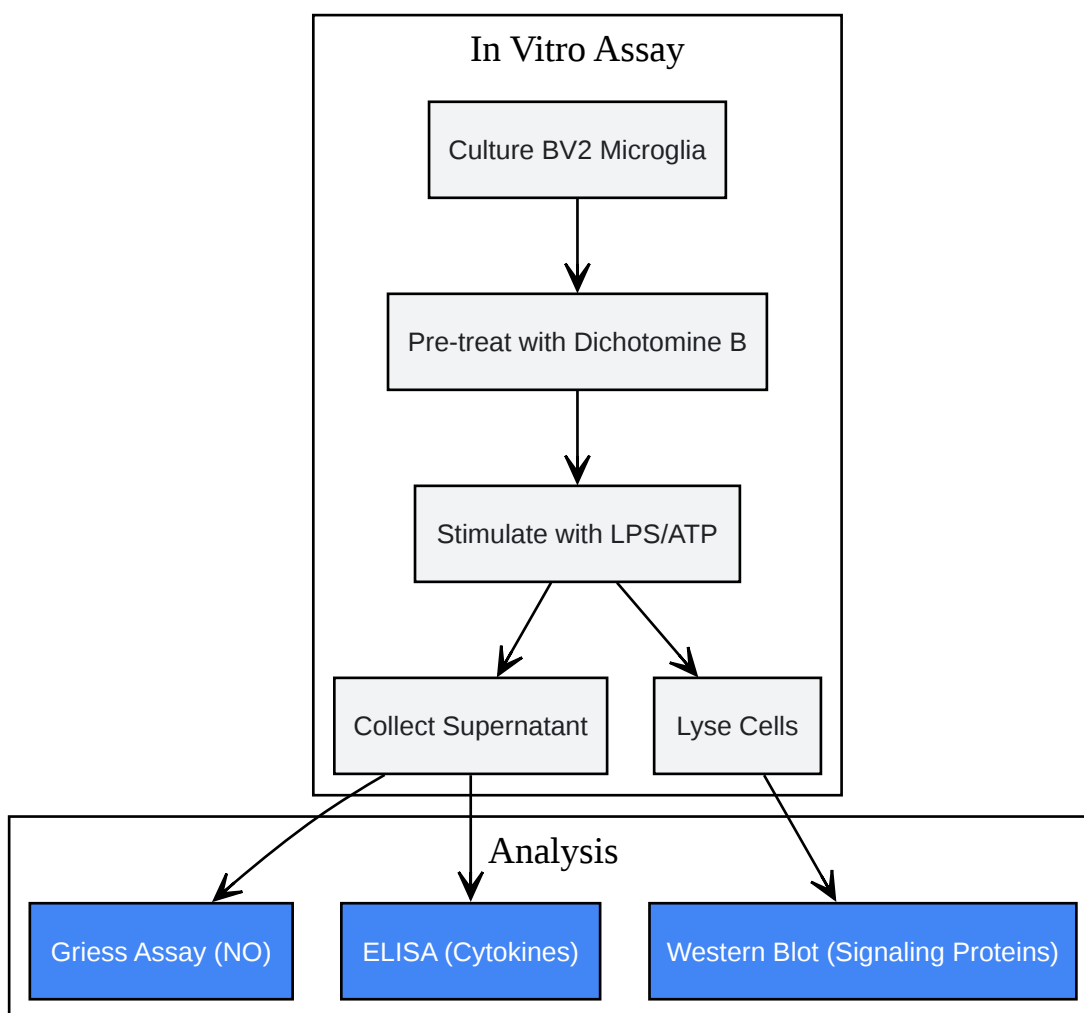 In Vitro Assay
Culture BV2 Microglia
Pre-treat with Dichotomine B
Stimulate with LPS/ATP
Collect Supernatant
Lyse Cells
Analysis
Griess Assay (NO)
ELISA (Cytokines)
Western Blot (Signaling Proteins)